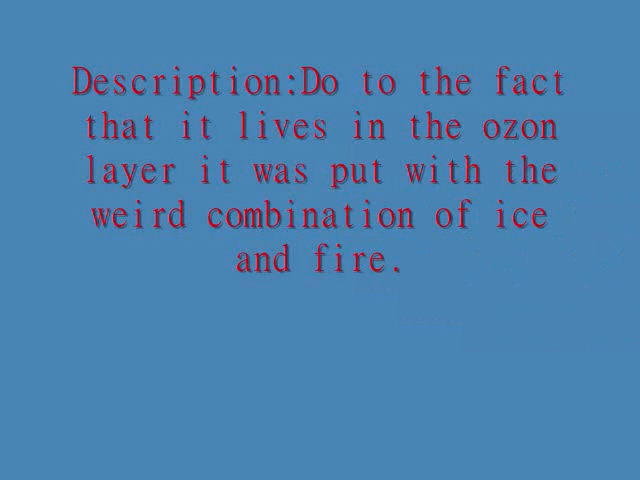 Description:Do to the fact
that it lives in the ozon
layer it was put with the
weird combination of ice
and fire.